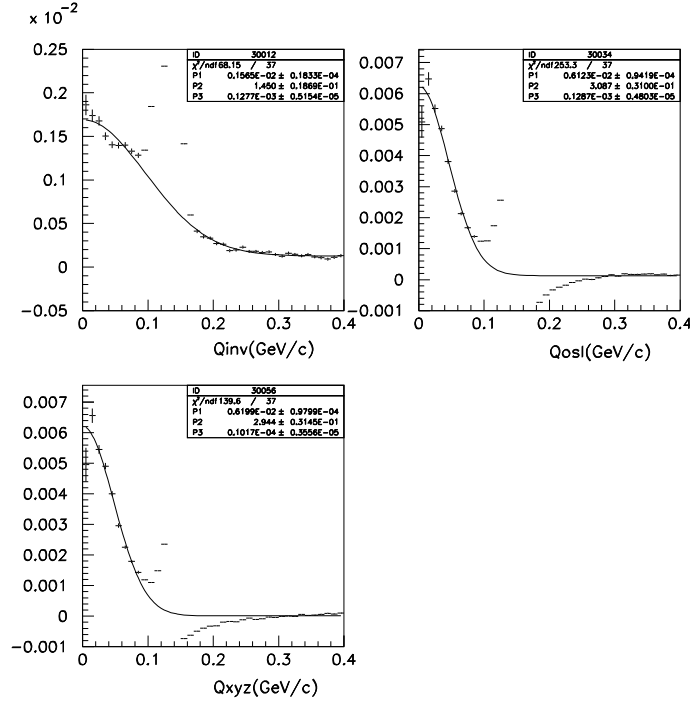 x 10⁻²
ID 30012
χ²/ndf 68.15 / 37
P1 0.1565E-02 ± 0.1833E-04
P2 1.450 ± 0.1869E-01
P3 0.1277E-03 ± 0.5154E-05
0.25
0.2
0.15
0.1
0.05
0
-0.05
0 0.1 0.2 0.3 0.4
Qinv(GeV/c)
ID 30034
χ²/ndf 253.3 / 37
P1 0.6123E-02 ± 0.9419E-04
P2 3.087 ± 0.3100E-01
P3 0.1287E-03 ± 0.4803E-05
0.007
0.006
0.005
0.004
0.003
0.002
0.001
0
-0.001
0 0.1 0.2 0.3 0.4
Qosl(GeV/c)
ID 30056
χ²/ndf 139.6 / 37
P1 0.6199E-02 ± 0.9799E-04
P2 2.944 ± 0.3145E-01
P3 0.1017E-04 ± 0.3556E-05
0.007
0.006
0.005
0.004
0.003
0.002
0.001
0
-0.001
0 0.1 0.2 0.3 0.4
Qxyz(GeV/c)